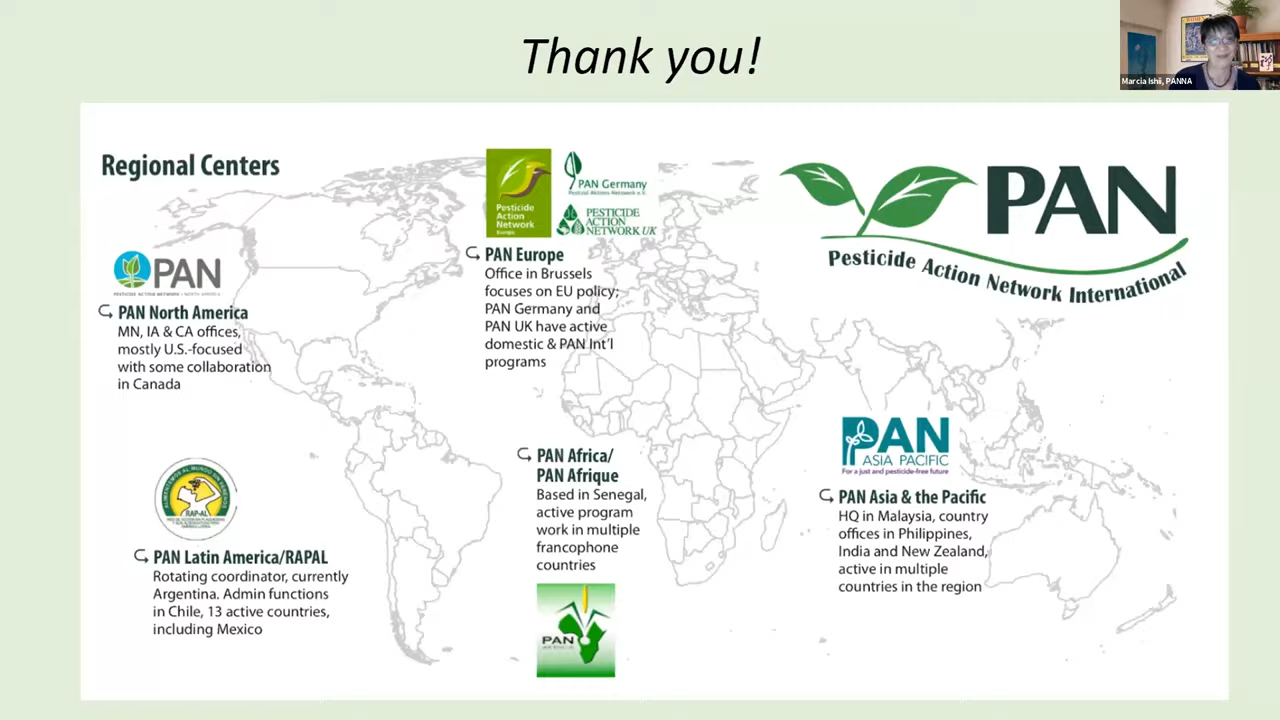 Thank you!
Marcia Ishii, PANNA
Regional Centers
PAN
PESTICIDE ACTION NETWORK • NORTH AMERICA
PAN North America
MN, IA & CA offices,
mostly U.S.-focused
with some collaboration
in Canada
Pesticide
Action
Network
Europe
PAN Germany
PESTICIDE
ACTION
NETWORK UK
PAN Europe
Office in Brussels
focuses on EU policy;
PAN Germany and
PAN UK have active
domestic & PAN Int´l
programs
PAN
Pesticide Action Network International
RAP-AL
PAN Latin America/RAPAL
Rotating coordinator, currently
Argentina. Admin functions
in Chile, 13 active countries,
including Mexico
PAN Africa/
PAN Afrique
Based in Senegal,
active program
work in multiple
francophone
countries
PAN
PAN
ASIA PACIFIC
For a just and pesticide-free future
PAN Asia & the Pacific
HQ in Malaysia, country
offices in Philippines,
India and New Zealand,
active in multiple
countries in the region